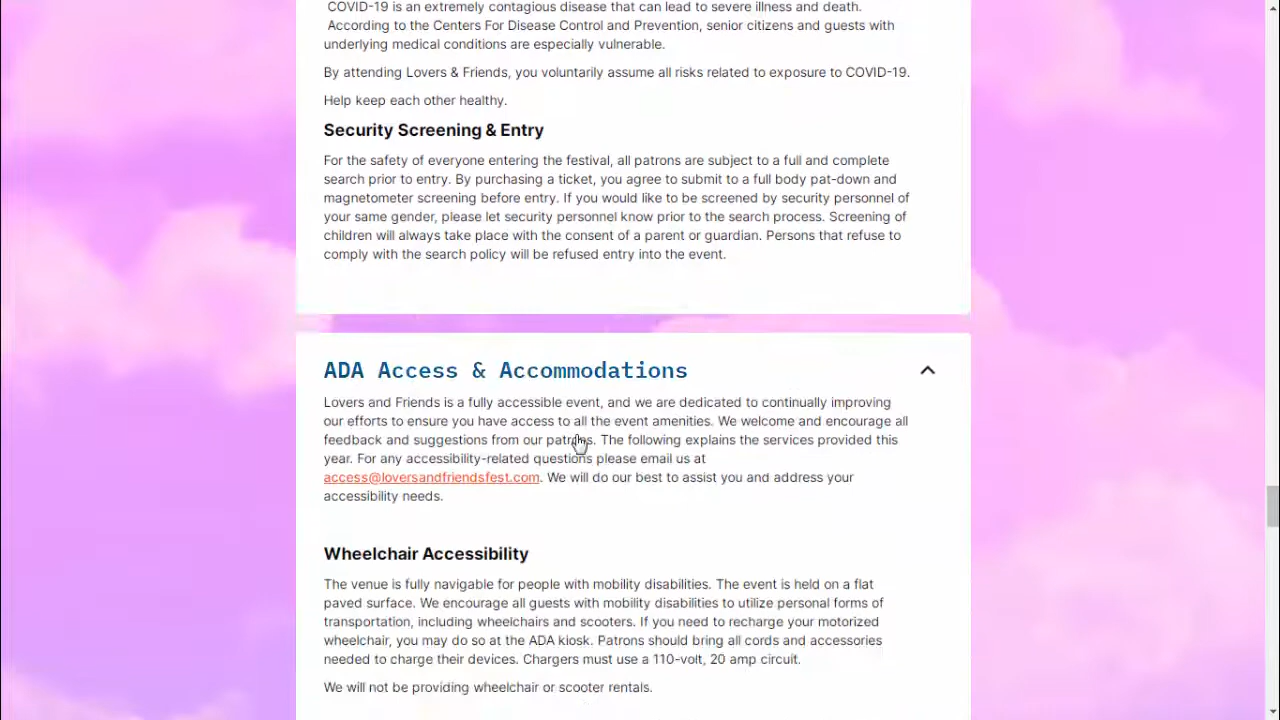 COVID-19 is an extremely contagious disease that can lead to severe illness and death.
According to the Centers For Disease Control and Prevention, senior citizens and guests with
underlying medical conditions are especially vulnerable.
By attending Lovers & Friends, you voluntarily assume all risks related to exposure to COVID-19.
Help keep each other healthy.
Security Screening & Entry
For the safety of everyone entering the festival, all patrons are subject to a full and complete
search prior to entry. By purchasing a ticket, you agree to submit to a full body pat-down and
magnetometer screening before entry. If you would like to be screened by security personnel of
your same gender, please let security personnel know prior to the search process. Screening of
children will always take place with the consent of a parent or guardian. Persons that refuse to
comply with the search policy will be refused entry into the event.
ADA Access & Accommodations
Lovers and Friends is a fully accessible event, and we are dedicated to continually improving
our efforts to ensure you have access to all the event amenities. We welcome and encourage all
feedback and suggestions from our patrons. The following explains the services provided this
year. For any accessibility-related questions please email us at
access@loversandfriendsfest.com. We will do our best to assist you and address your
accessibility needs.
Wheelchair Accessibility
The venue is fully navigable for people with mobility disabilities. The event is held on a flat
paved surface. We encourage all guests with mobility disabilities to utilize personal forms of
transportation, including wheelchairs and scooters. If you need to recharge your motorized
wheelchair, you may do so at the ADA kiosk. Patrons should bring all cords and accessories
needed to charge their devices. Chargers must use a 110-volt, 20 amp circuit.
We will not be providing wheelchair or scooter rentals.